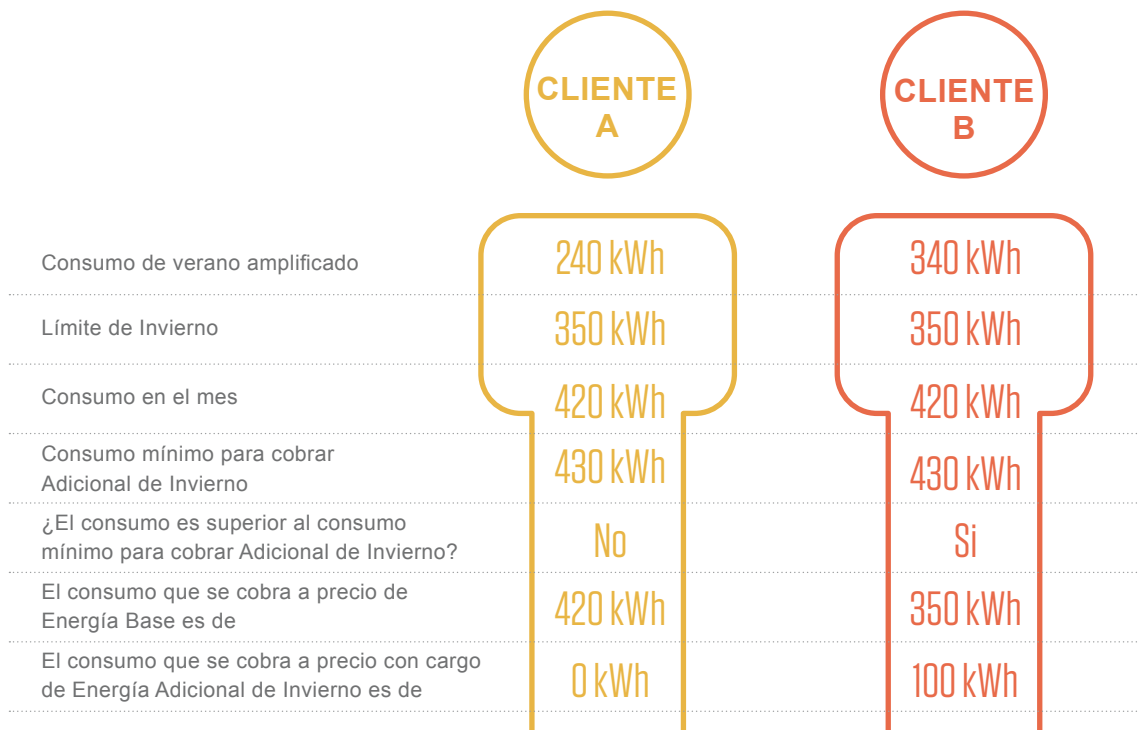 CLIENTE
A
CLIENTE
B
Consumo de verano amplificado 240 kWh 340 kWh
Límite de Invierno 350 kWh 350 kWh
Consumo en el mes 420 kWh 420 kWh
Consumo mínimo para cobrar
Adicional de Invierno 430 kWh 430 kWh
¿El consumo es superior al consumo
mínimo para cobrar Adicional de Invierno? No Si
El consumo que se cobra a precio de
Energía Base es de 420 kWh 350 kWh
El consumo que se cobra a precio con cargo
de Energía Adicional de Invierno es de 0 kWh 100 kWh